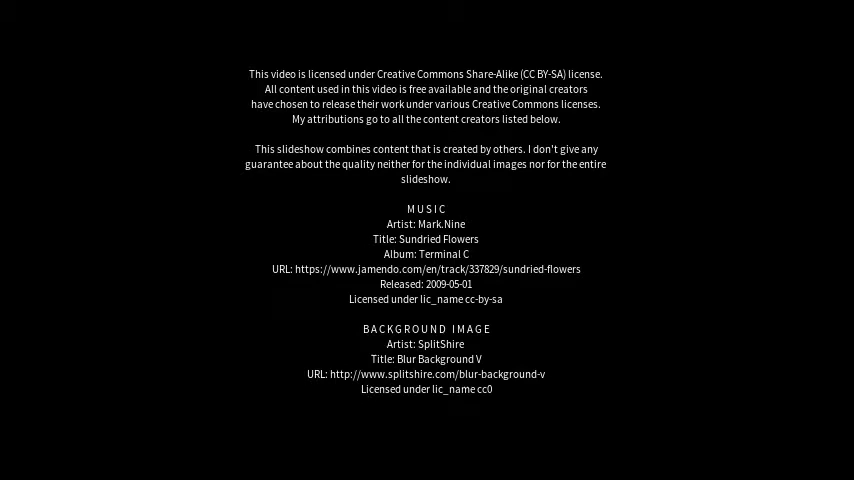 This video is licensed under Creative Commons Share-Alike (CC BY-SA) license.
All content used in this video is free available and the original creators
have chosen to release their work under various Creative Commons licenses.
My attributions go to all the content creators listed below.
This slideshow combines content that is created by others. I don't give any
guarantee about the quality neither for the individual images nor for the entire
slideshow.
MUSIC
Artist: Mark.Nine
Title: Sundried Flowers
Album: Terminal C
URL: https://www.jamendo.com/en/track/337829/sundried-flowers
Released: 2009-05-01
Licensed under lic_name cc-by-sa
BACKGROUND IMAGE
Artist: SplitShire
Title: Blur Background V
URL: http://www.splitshire.com/blur-background-v
Licensed under lic_name cc0